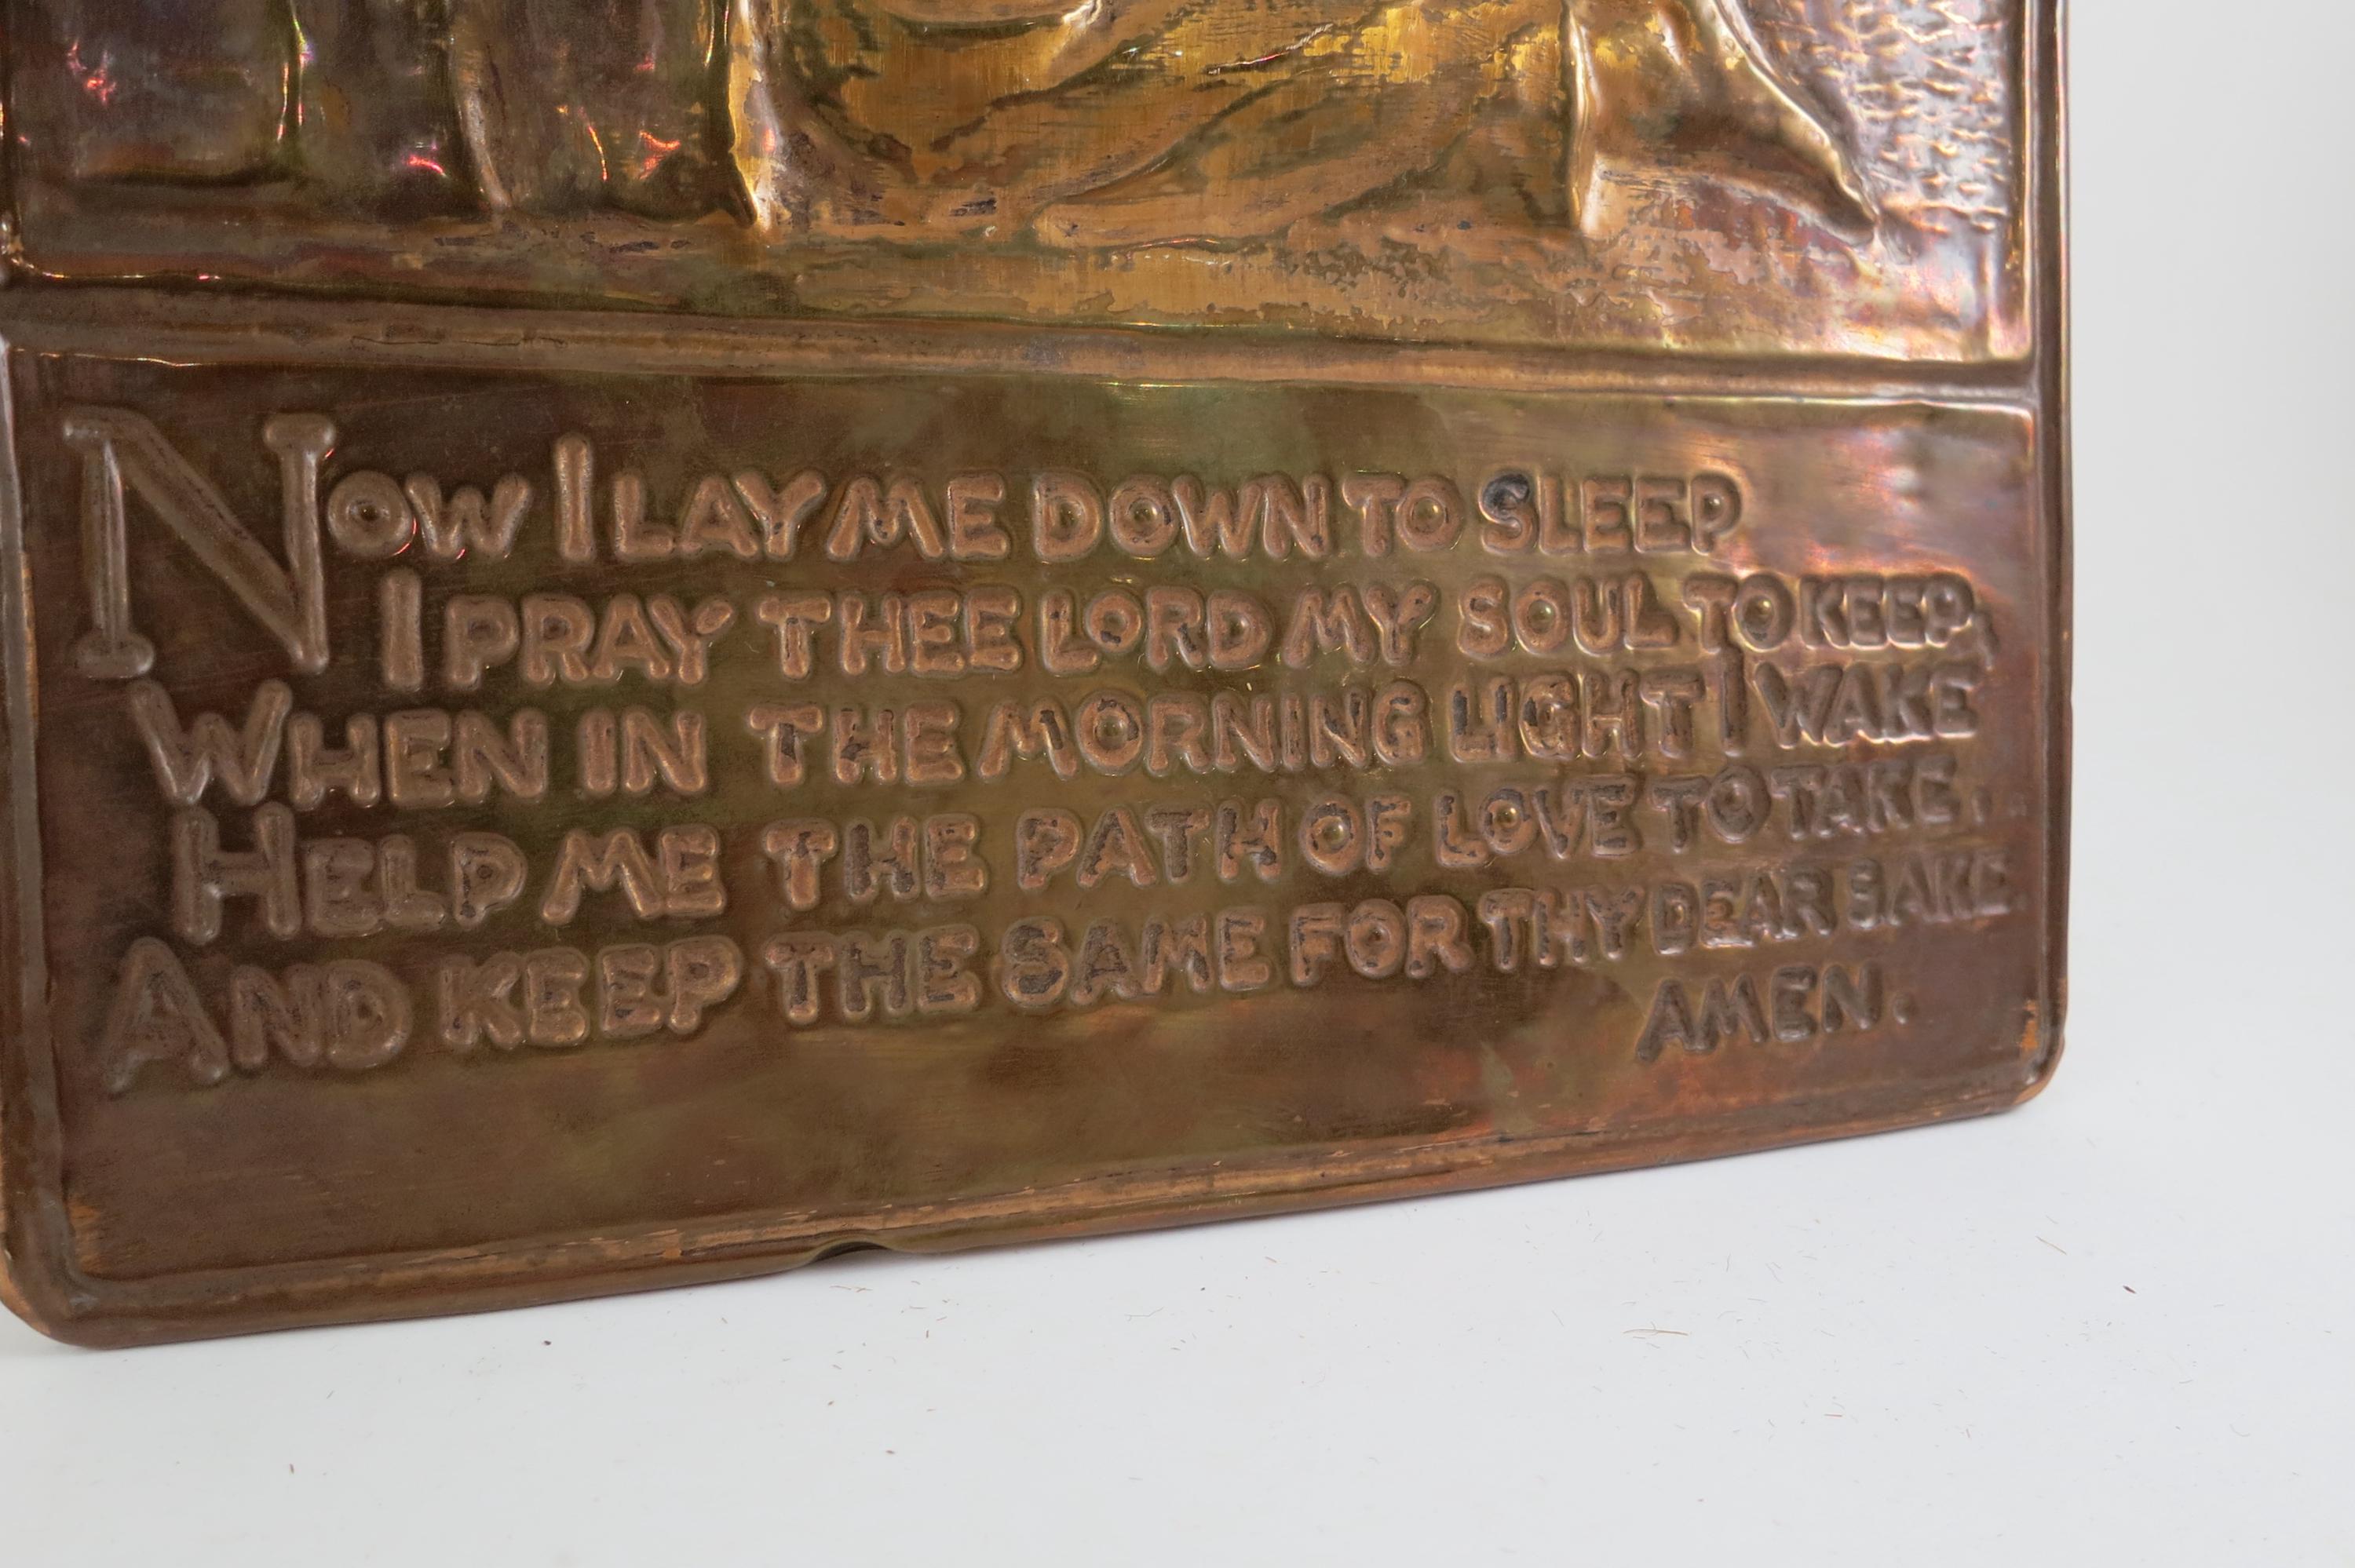 NOW I LAY ME DOWN TO SLEEP
I PRAY THEE LORD MY SOUL TO KEEP,
WHEN IN THE MORNING LIGHT I WAKE
HELP ME THE PATH OF LOVE TO TAKE.
AND KEEP THE SAME FOR THY DEAR SAKE
AMEN.